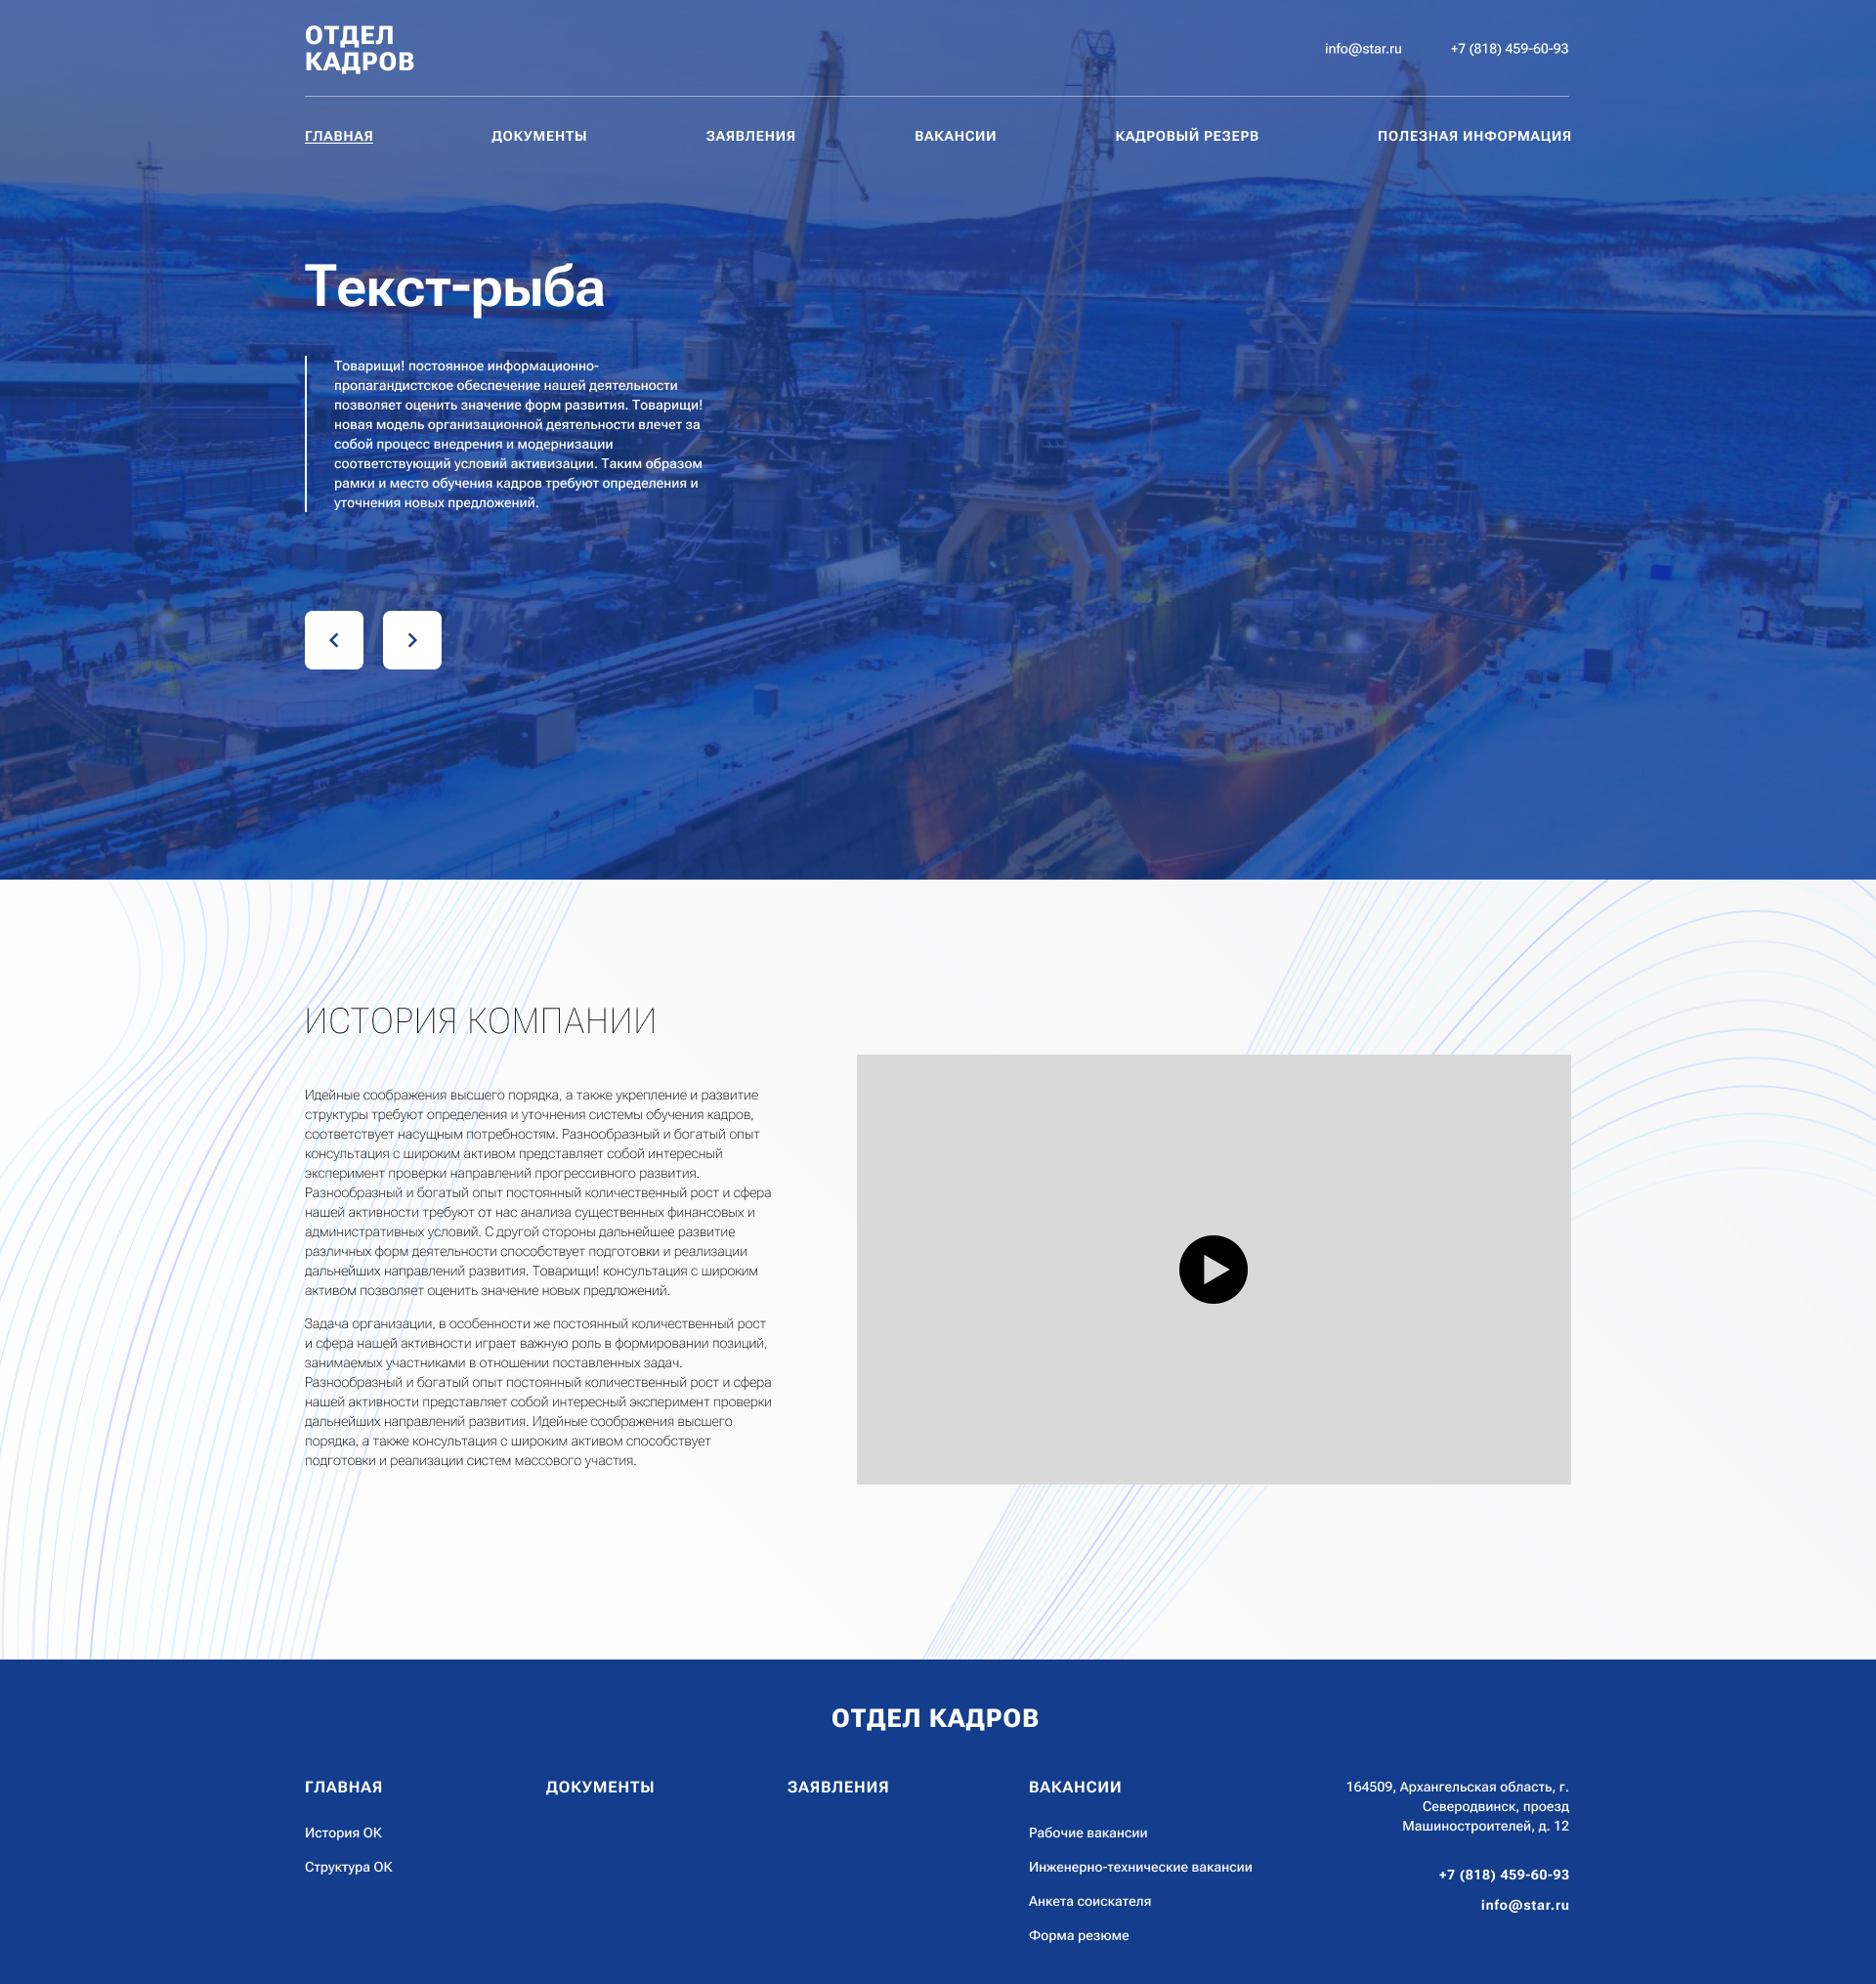 ОТДЕЛ
КАДРОВ
info@star.ru
+7 (818) 459-60-93
ГЛАВНАЯ
ДОКУМЕНТЫ
ЗАЯВЛЕНИЯ
ВАКАНСИИ
КАДРОВЫЙ РЕЗЕРВ
ПОЛЕЗНАЯ ИНФОРМАЦИЯ
Текст-рыба
Товарищи! постоянное информационно-
пропагандистское обеспечение нашей деятельности
позволяет оценить значение форм развития. Товарищи!
новая модель организационной деятельности влечет за
собой процесс внедрения и модернизации
соответствующий условий активизации. Таким образом
рамки и место обучения кадров требуют определения и
уточнения новых предложений.
ИСТОРИЯ КОМПАНИИ
Идейные соображения высшего порядка, а также укрепление и развитие
структуры требуют определения и уточнения системы обучения кадров,
соответствует насущным потребностям. Разнообразный и богатый опыт
консультация с широким активом представляет собой интересный
эксперимент проверки направлений прогрессивного развития.
Разнообразный и богатый опыт постоянный количественный рост и сфера
нашей активности требуют от нас анализа существенных финансовых и
административных условий. С другой стороны дальнейшее развитие
различных форм деятельности способствует подготовки и реализации
дальнейших направлений развития. Товарищи! консультация с широким
активом позволяет оценить значение новых предложений.
Задача организации, в особенности же постоянный количественный рост
и сфера нашей активности играет важную роль в формировании позиций,
занимаемых участниками в отношении поставленных задач.
Разнообразный и богатый опыт постоянный количественный рост и сфера
нашей активности представляет собой интересный эксперимент проверки
дальнейших направлений развития. Идейные соображения высшего
порядка, а также консультация с широким активом способствует
подготовки и реализации систем массового участия.
ОТДЕЛ КАДРОВ
ГЛАВНАЯ
История ОК
Структура ОК
ДОКУМЕНТЫ
ЗАЯВЛЕНИЯ
ВАКАНСИИ
Рабочие вакансии
Инженерно-технические вакансии
Анкета соискателя
Форма резюме
164509, Архангельская область, г.
Северодвинск, проезд
Машиностроителей, д. 12
+7 (818) 459-60-93
info@star.ru